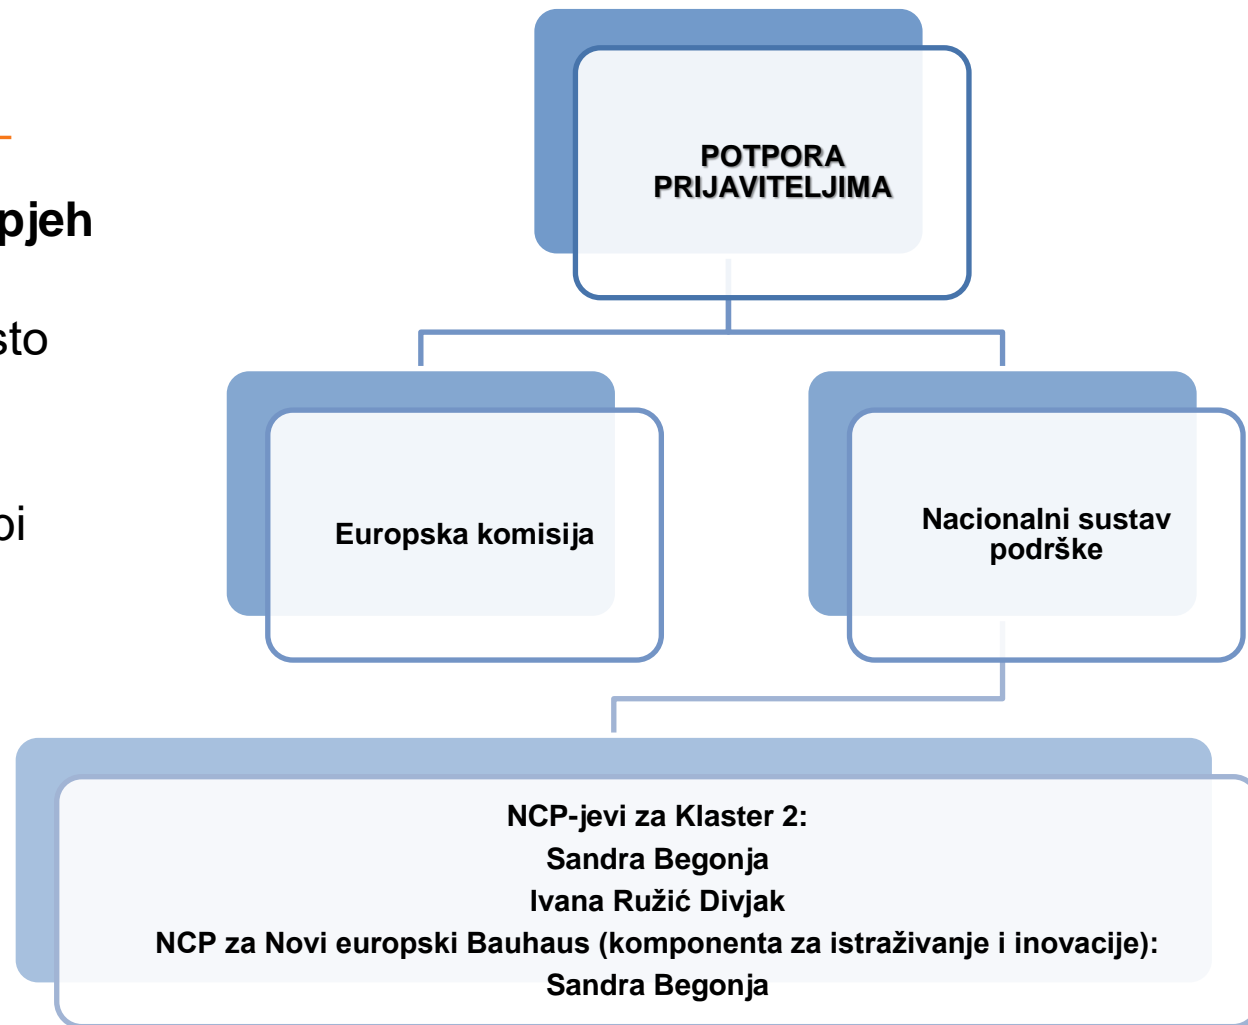 pjeh
sto
POTPORA
PRIJAVITELJIMA
Europska komisija
Nacionalni sustav
podrške
NCP-jevi za Klaster 2:
Sandra Begonja
Ivana Ružić Divjak
NCP za Novi europski Bauhaus (komponenta za istraživanje i inovacije):
Sandra Begonja